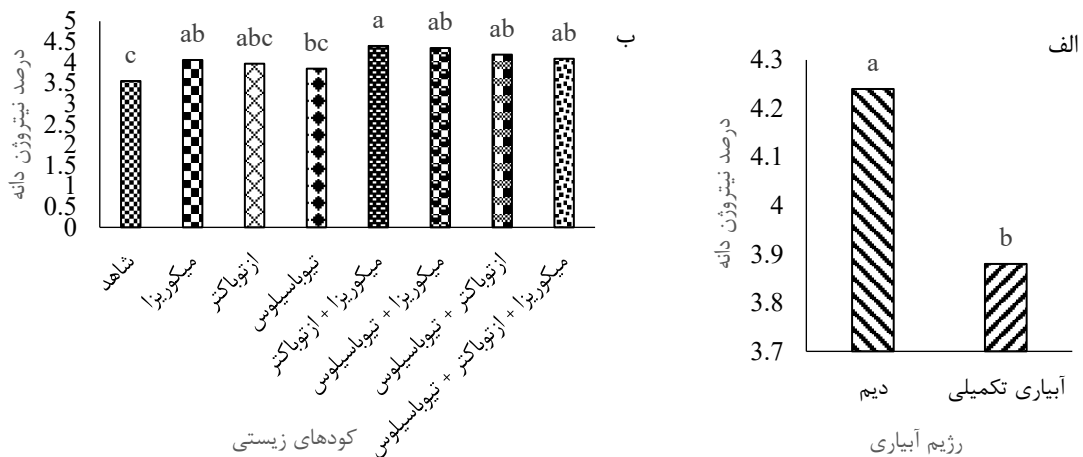 الف
درصد نیتروژن دانه
4.3
4.2
4.1
4
3.9
3.8
3.7
a
b
دیم
آبیاری تکمیلی
رژیم آبیاری
ب
درصد نیتروژن دانه
5
4.5
4
3.5
3
2.5
2
1.5
1
0.5
0
c
ab
abc
bc
a
ab
ab
ab
شاهد
میکوریزا
ازتوباکتر
تیوباسیلوس
میکوریزا + ازتوباکتر
میکوریزا + تیوباسیلوس
ازتوباکتر + تیوباسیلوس
میکوریزا + ازتوباکتر + تیوباسیلوس
کودهای زیستی